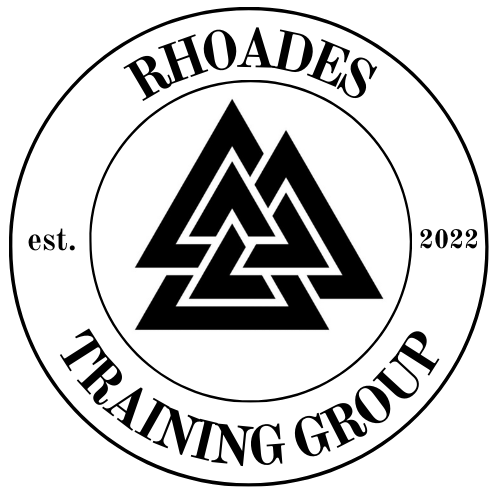 RHOADES
est.
2022
TRAINING GROUP